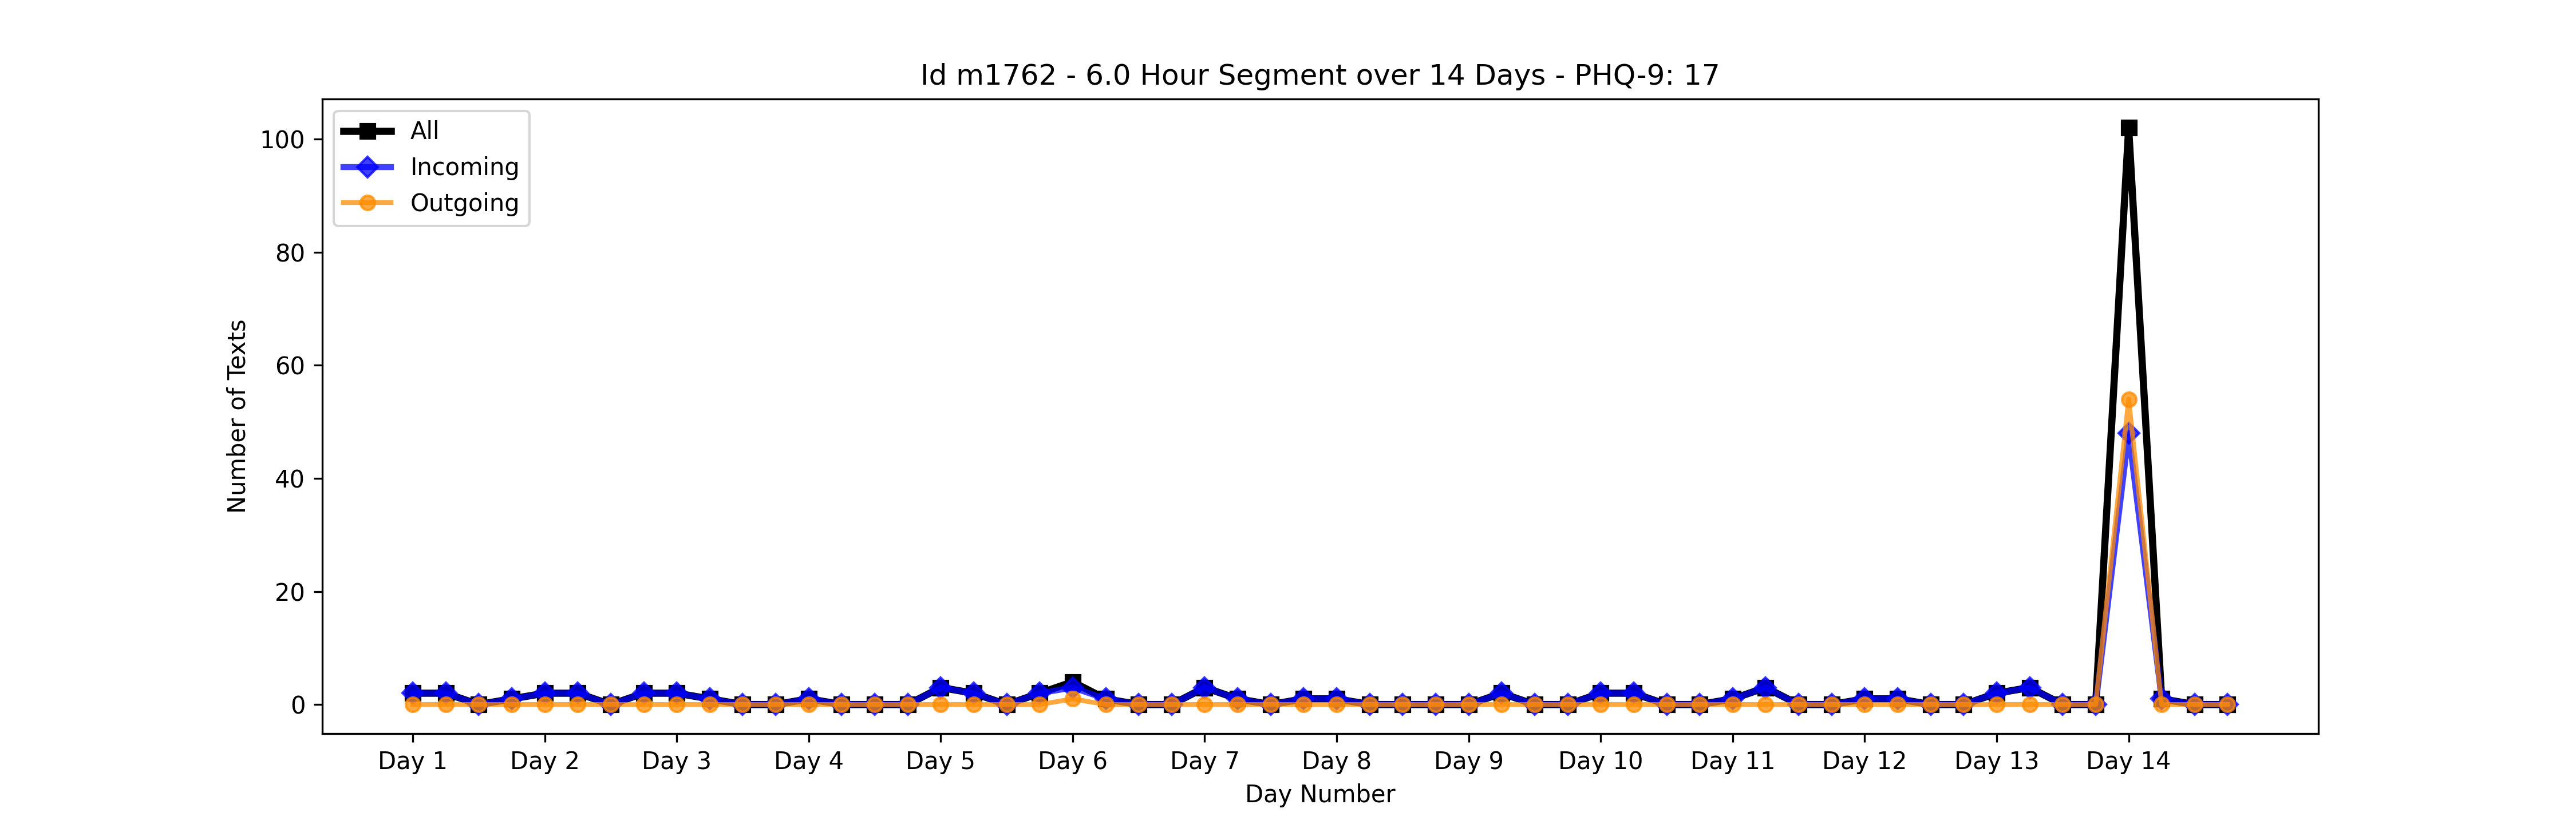 Id m1762 - 6.0 Hour Segment over 14 Days - PHQ-9: 17
All
Incoming
Outgoing
100
80
60
40
20
0
Number of Texts
Day 1 Day 2 Day 3 Day 4 Day 5 Day 6 Day 7 Day 8 Day 9 Day 10 Day 11 Day 12 Day 13 Day 14
Day Number